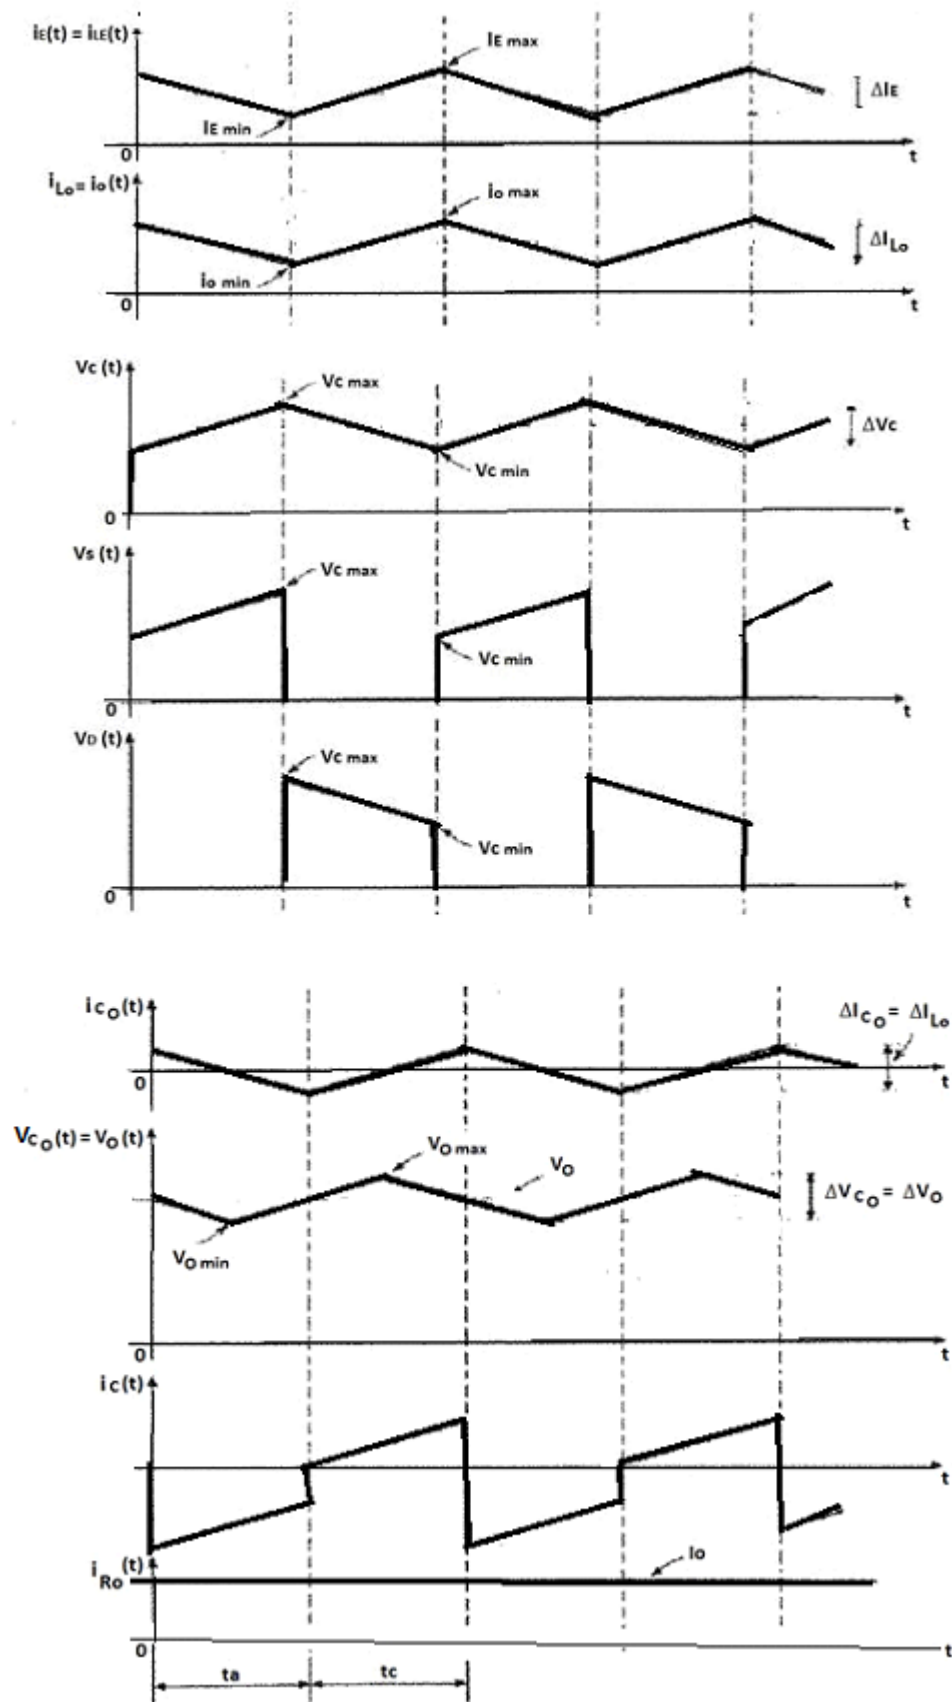 iE(t) = iLE(t)
IE max
ΔIE
IE min
0
t
iLo = io(t)
io max
ΔILo
io min
0
t
Vc (t)
Vc max
ΔVc
Vc min
0
t
Vs (t)
Vc max
Vc min
0
t
VD (t)
Vc max
Vc min
0
t
iCO(t)
ΔICO = ΔILo
0
t
VCO(t) = VO(t)
VO max
VO
ΔVCO = ΔVO
VO min
0
t
ic(t)
t
iRo (t)
Io
0
t
ta
tc